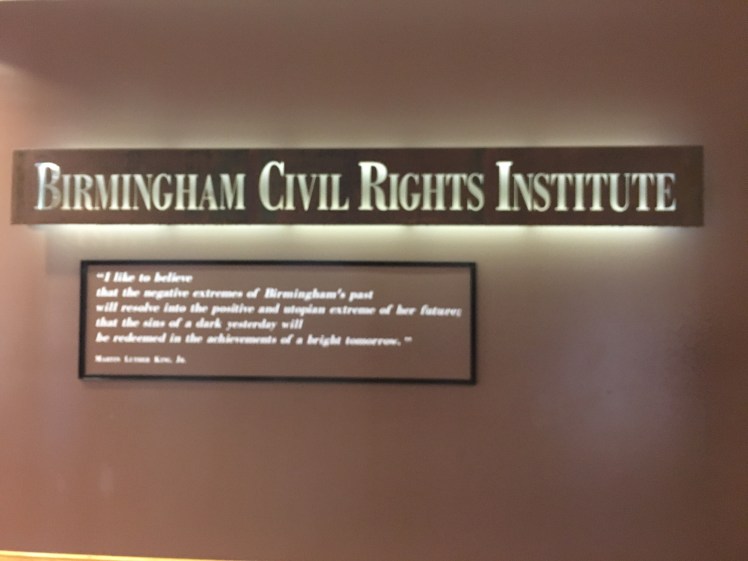 BIRMINGHAM CIVIL RIGHTS INSTITUTE
"I like to believe
that the negative extremes of Birmingham's past
will resolve into the positive and utopian extreme of her future;
that the sins of a dark yesterday will
be redeemed in the achievements of a bright tomorrow."
MARTIN LUTHER KING, JR.